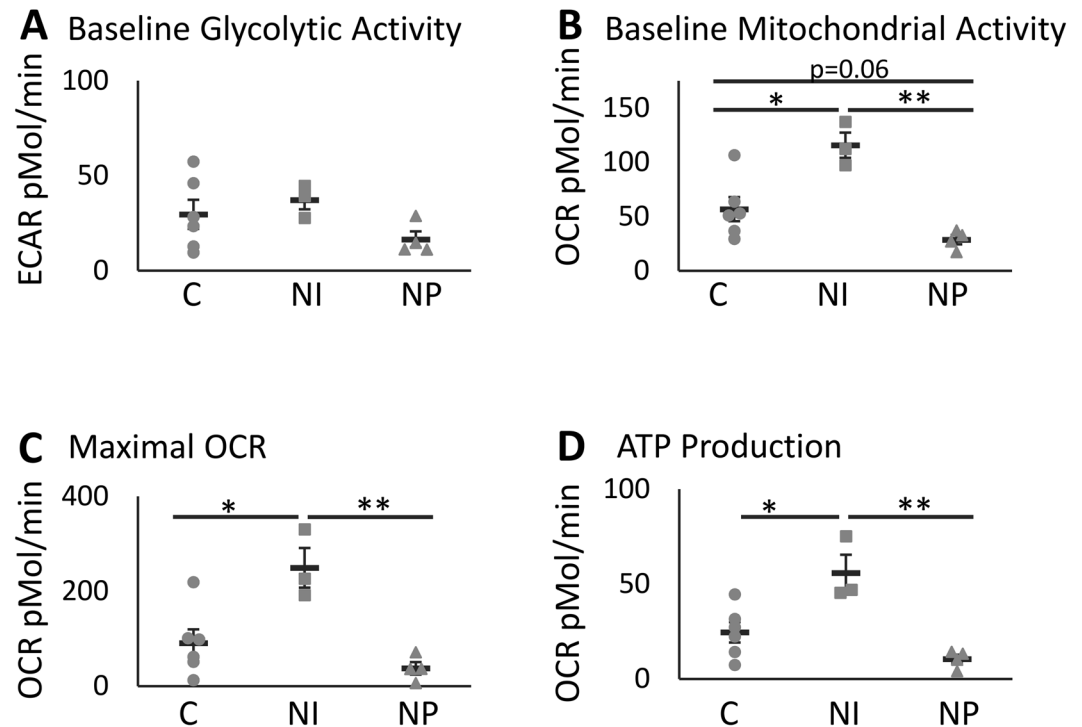 A Baseline Glycolytic Activity
ECAR pMol/min
100
50
0
C NI NP
B Baseline Mitochondrial Activity
OCR pMol/min
p=0.06
* **
150
100
50
0
C NI NP
C Maximal OCR
OCR pMol/min
400
200
0
* **
C NI NP
D ATP Production
OCR pMol/min
100
50
0
* **
C NI NP